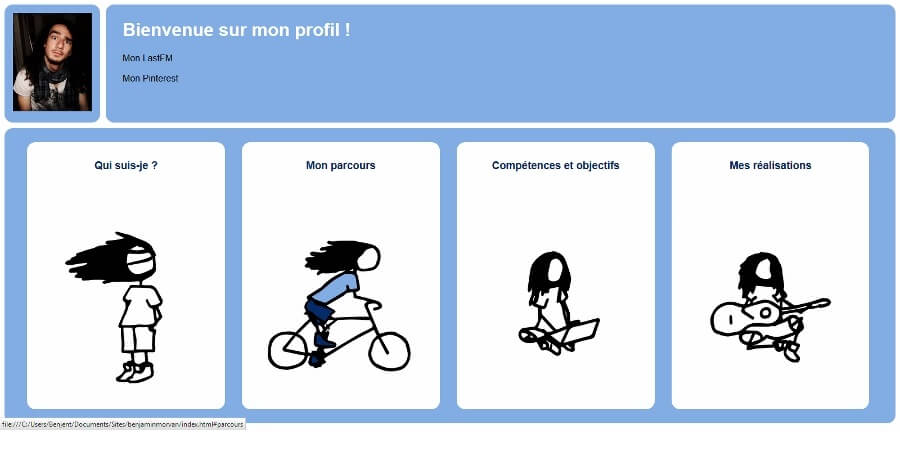 Bienvenue sur mon profil !
Mon LastFM
Mon Pinterest
Qui suis-je ?
Mon parcours
Compétences et objectifs
Mes réalisations
file:///C:/Users/Benjent/Documents/Sites/benjaminmorvan/index.html#parcours